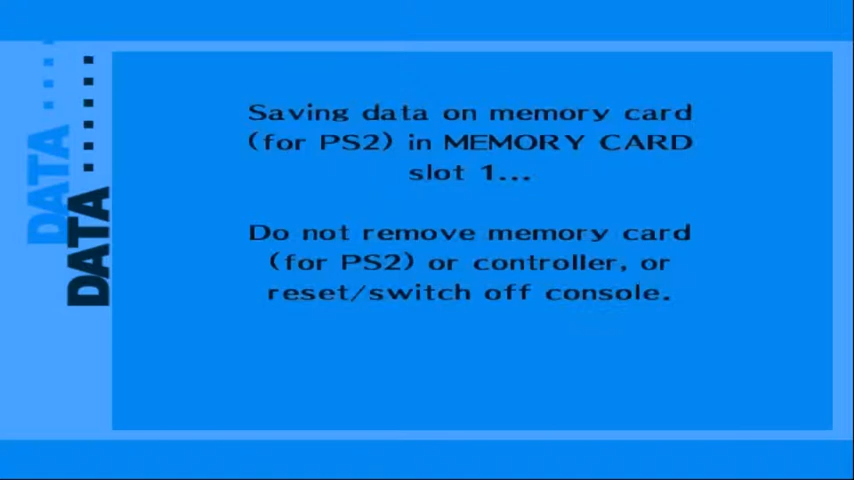 Saving data on memory card
(for PS2) in MEMORY CARD
slot 1...
Do not remove memory card
(for PS2) or controller, or
reset/switch off console.
DATA ......
DATA ....